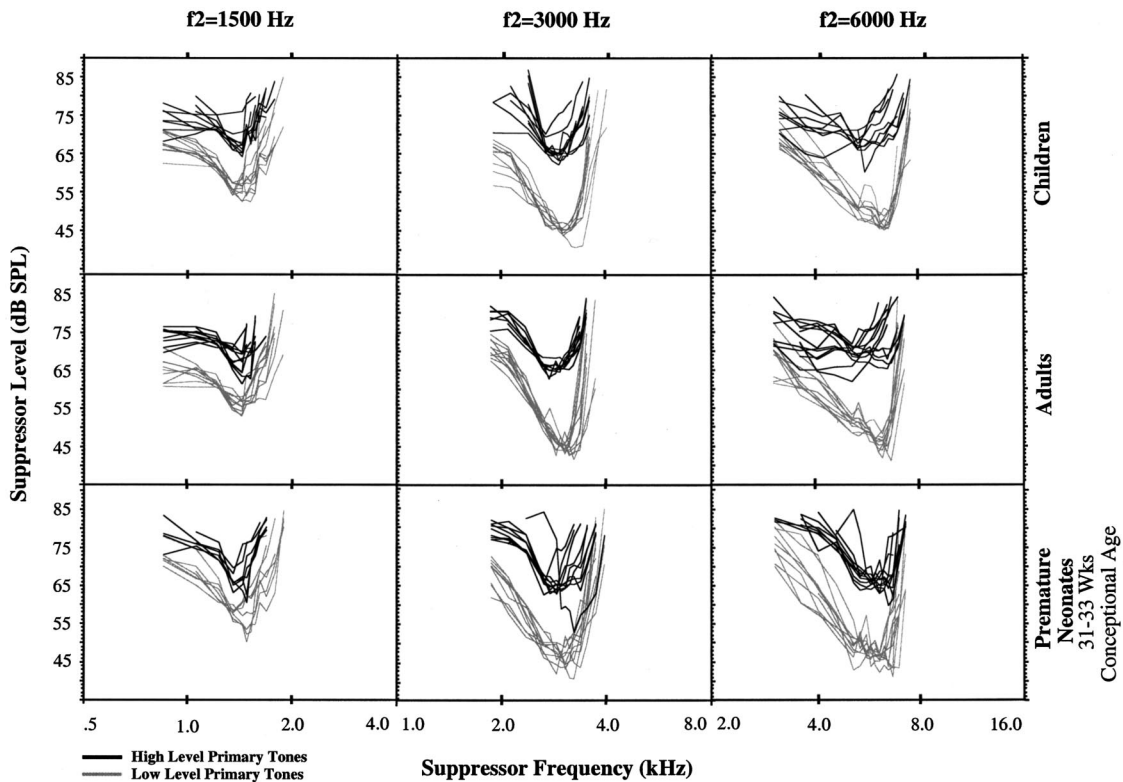 f2=1500 Hz f2=3000 Hz f2=6000 Hz
85
75
65
55
45
Children
Suppressor Level (dB SPL)
85
75
65
55
45
Adults
85
75
65
55
45
Premature
Neonates
31-33 Wks
Conceptional Age
.5 1.0 2.0 4.0 1.0 2.0 4.0 8.0 2.0 4.0 8.0 16.0
High Level Primary Tones
Low Level Primary Tones
Suppressor Frequency (kHz)